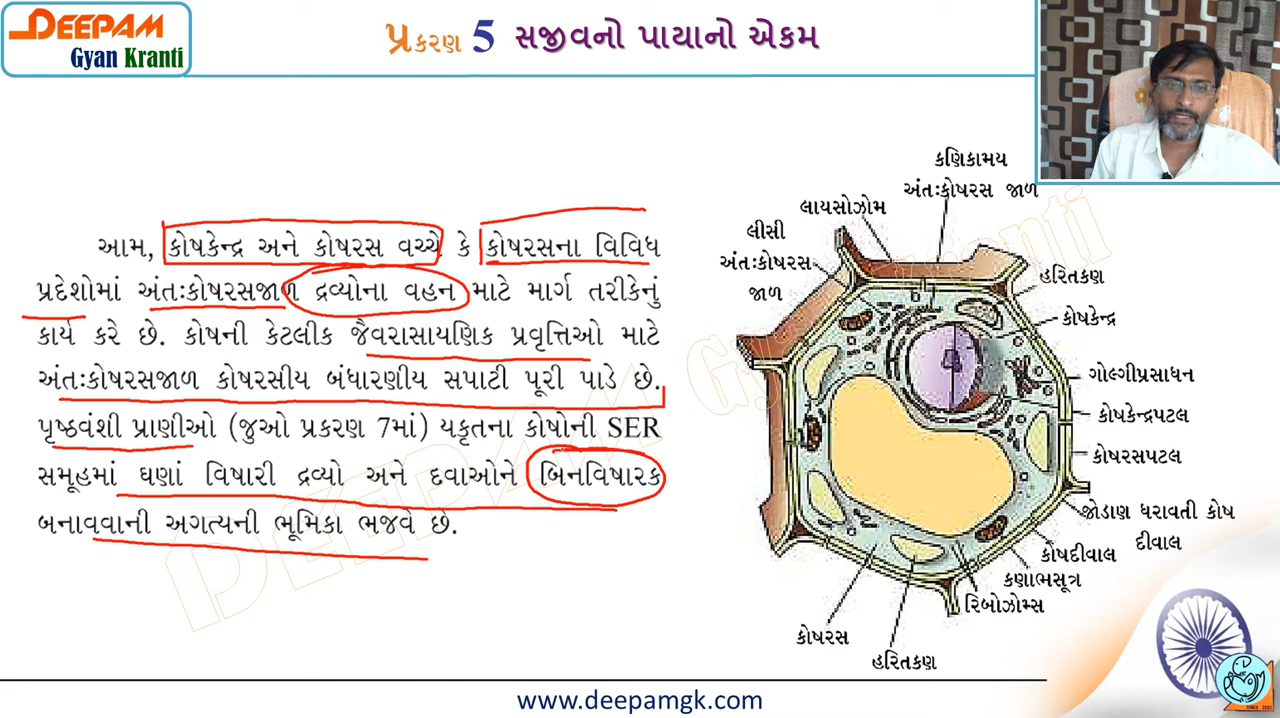 DEEPAM
Gyan Kranti
પ્રકરણ 5 સજીવનો પાયાનો એકમ
આમ, કોષકેન્દ્ર અને કોષરસ વચ્ચે કે કોષરસના વિવિધ
પ્રદેશોમાં અંતઃકોષરસજાળ દ્રવ્યોના વહન માટે માર્ગ તરીકેનું
કાર્ય કરે છે. કોષની કેટલીક જૈવરાસાયણિક પ્રવૃત્તિઓ માટે
અંતઃકોષરસજાળ કોષરસીય બંધારણીય સપાટી પૂરી પાડે છે.
પૃષ્ઠવંશી પ્રાણીઓ (જુઓ પ્રકરણ 7માં) યકૃતના કોષોની SER
સમૂહમાં ઘણાં વિષારી દ્રવ્યો અને દવાઓને બિનવિષારક
બનાવવાની અગત્યની ભૂમિકા ભજવે છે.
કણિકામય
અંતઃકોષરસ જાળ
લાયસોઝોમ
લીસી
અંતઃકોષરસ
જાળ
હરિતકણ
કોષકેન્દ્ર
ગોલ્ગીપ્રસાધન
કોષકેન્દ્રપટલ
કોષરસપટલ
જોડાણ ધરાવતી કોષ
દીવાલ
કોષદીવાલ
કણાભસૂત્ર
રિબોઝોમ્સ
કોષરસ
હરિતકણ
DEEPAM Gyan Kranti
www.deepamgk.com